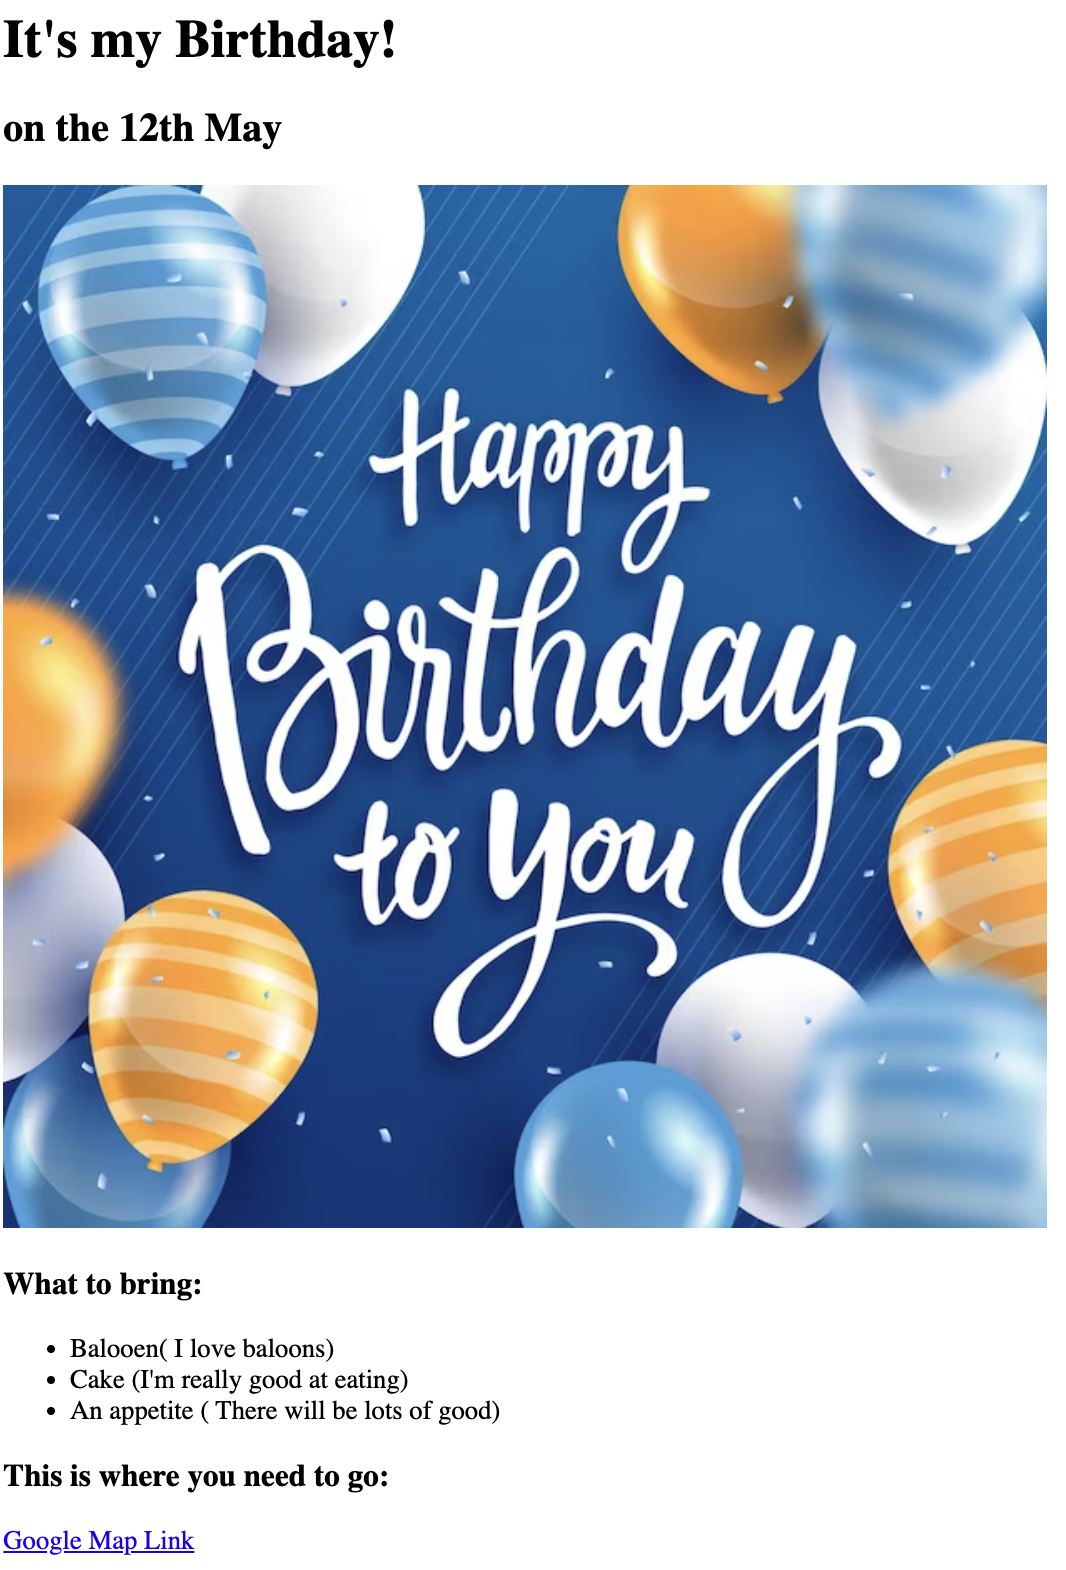 It's my Birthday!
on the 12th May
Happy
Birthday
to you
What to bring:
• Balooen( I love baloons)
• Cake (I'm really good at eating)
• An appetite ( There will be lots of good)
This is where you need to go:
Google Map Link